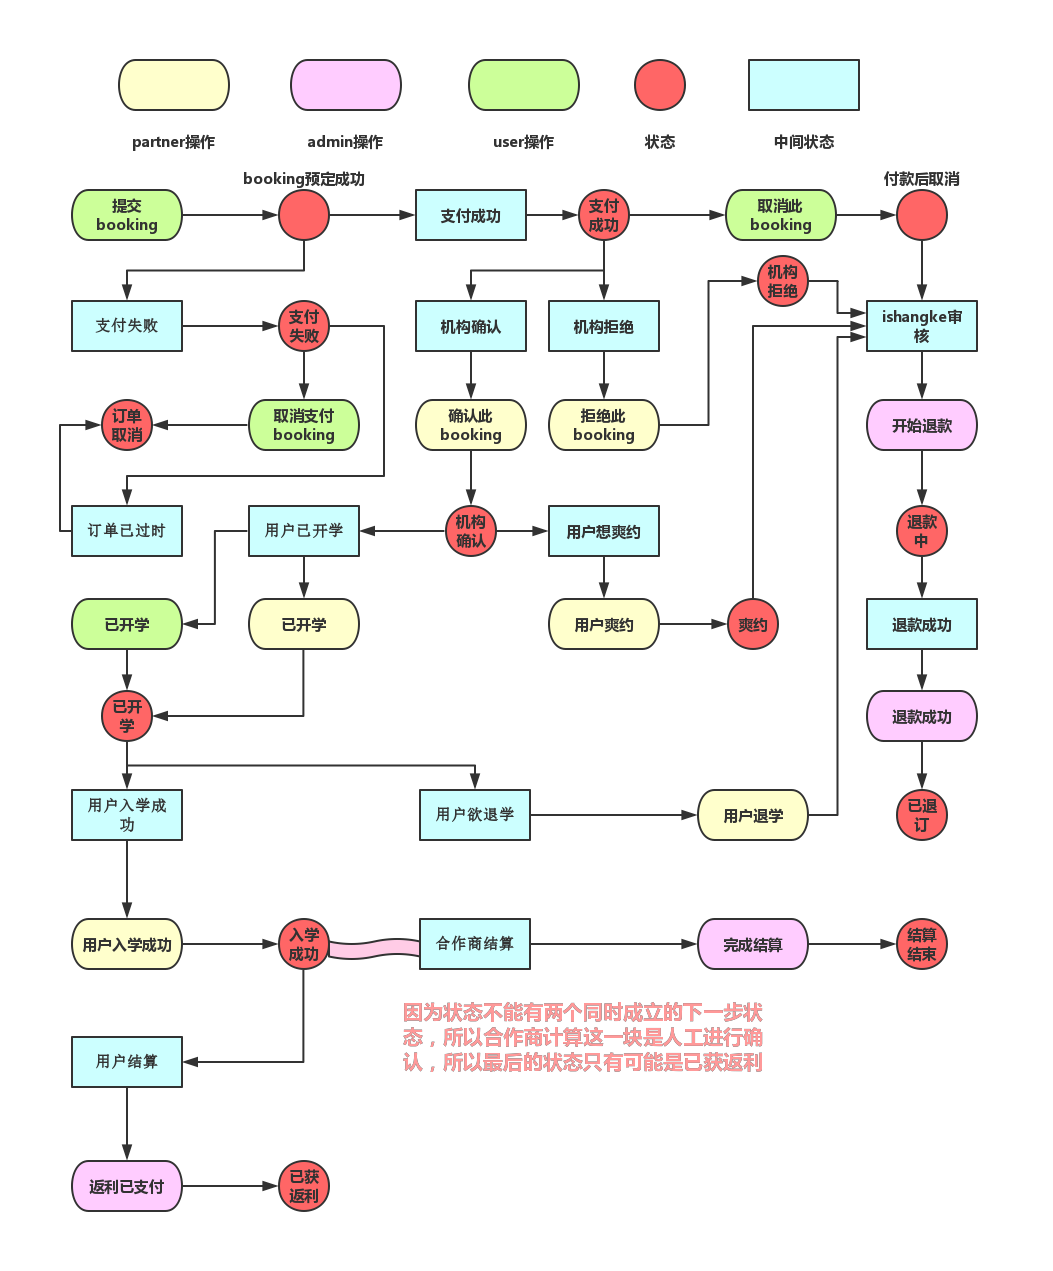 partner操作
admin操作
user操作
状态
中间状态
booking预定成功
付款后取消
提交
booking
支付成功
支付
成功
取消此
booking
机构
拒绝
支付失败
支付
失败
机构确认
机构拒绝
ishangke审
核
订单
取消
取消支付
booking
确认此
booking
拒绝此
booking
开始退款
订单已过时
用户已开学
机构
确认
用户想爽约
退款
中
已开学
已开学
用户爽约
爽约
退款成功
已开
学
退款成功
用户入学成
功
用户欲退学
用户退学
已退
订
用户入学成功
入学
成功
合作商结算
完成结算
结算
结束
因为状态不能有两个同时成立的下一步状
态，所以合作商计算这一块是人工进行确
认，所以最后的状态只有可能是已获返利
用户结算
返利已支付
已获
返利